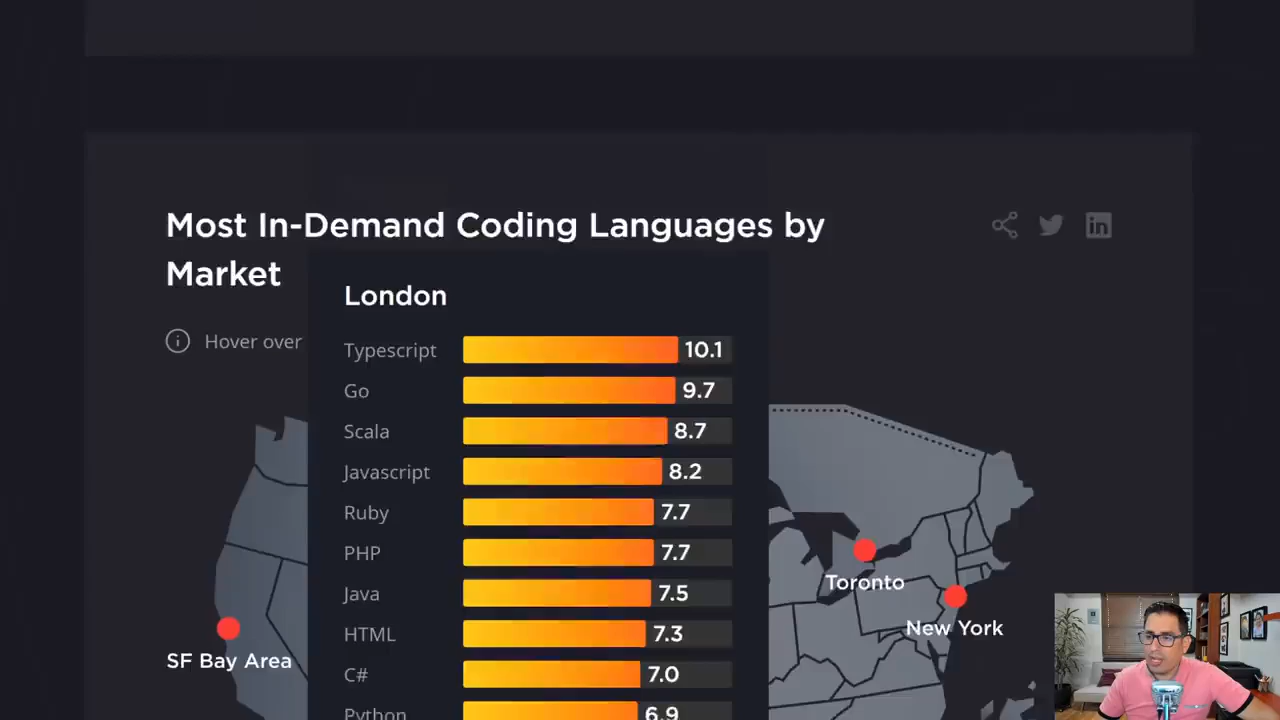 Most In-Demand Coding Languages by
Market
Hover over
London
Typescript 10.1
Go 9.7
Scala 8.7
Javascript 8.2
Ruby 7.7
PHP 7.7
Java 7.5
HTML 7.3
C# 7.0
Python 6.9
SF Bay Area
Toronto
New York
in